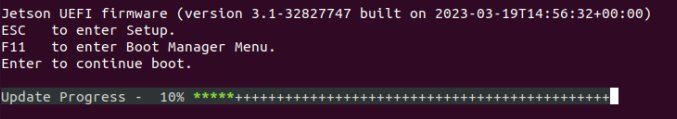 Jetson UEFI firmware (version 3.1-32827747 built on 2023-03-19T14:56:32+00:00)
ESC   to enter Setup.
F11   to enter Boot Manager Menu.
Enter to continue boot.
Update Progress -  10% *****+++++++++++++++++++++++++++++++++++++++++++++